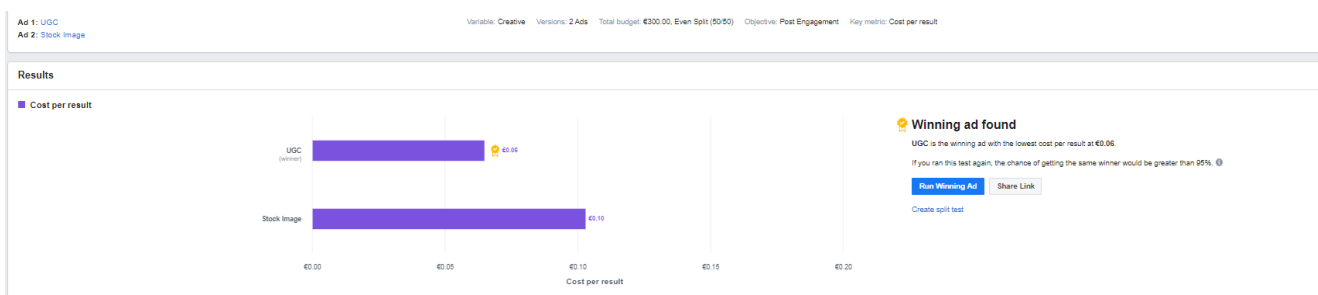 Ad 1: UGC
Ad 2: Stock Image
Variable: Creative Versions: 2 Ads Total budget: €300.00, Even Split (50/50) Objective: Post Engagement Key metric: Cost per result
Results
Cost per result
UGC
(winner)
€0.06
Stock Image
€0.10
€0.00 €0.05 €0.10 €0.15 €0.20
Cost per result
Winning ad found
UGC is the winning ad with the lowest cost per result at €0.06.
If you ran this test again, the chance of getting the same winner would be greater than 95%.
Run Winning Ad Share Link
Create split test